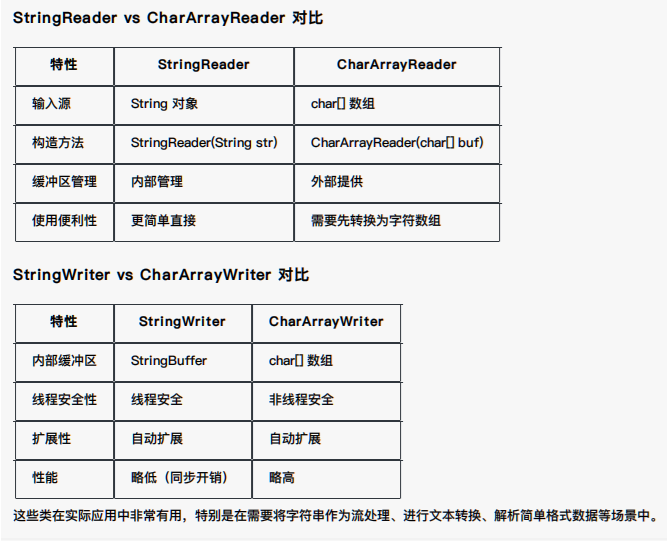 StringReader vs CharArrayReader 对比
特性 StringReader CharArrayReader
输入源 String 对象 char[] 数组
构造方法 StringReader(String str) CharArrayReader(char[] buf)
缓冲区管理 内部管理 外部提供
使用便利性 更简单直接 需要先转换为字符数组
StringWriter vs CharArrayWriter 对比
特性 StringWriter CharArrayWriter
内部缓冲区 StringBuffer char[] 数组
线程安全性 线程安全 非线程安全
扩展性 自动扩展 自动扩展
性能 略低（同步开销） 略高
这些类在实际应用中非常有用，特别是在需要将字符串作为流处理、进行文本转换、解析简单格式数据等场景中。